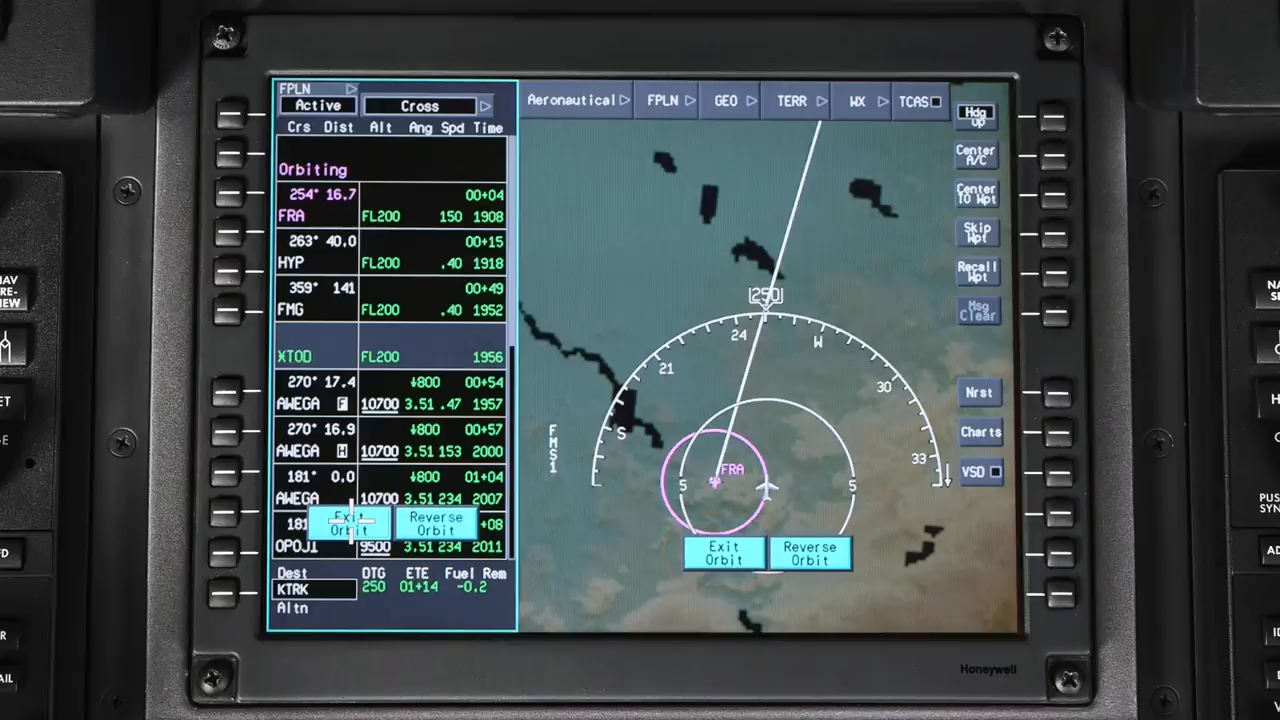 FPLN
Active Cross
Crs Dist Alt Ang Spd Time
Orbiting
254° 16.7 00+04
FRA FL200 150 1908
263° 40.0 00+15
HYP FL200 .40 1918
359° 141 00+49
FMG FL200 .40 1952
XTOD FL200 1956
270° 17.4 ↓800 00+54
AWEGA F 10700 3.51 .47 1957
270° 16.9 00+57
AWEGA H 10700 3.51 153 2000
181° 0.0 ↓800 01+04
AWEGA 10700 3.51 234 2007
Exit Orbit
Reverse Orbit
181 +08
OPOJI 9500 3.51 234 2011
Dest DTG ETE Fuel Rem
KTRK 250 01+14 -0.2
Altn
Aeronautical FPLN GEO TERR WX TCAS
250
21 24 W 30 33 S
FMS1
FRA
5 5
Exit Orbit
Reverse Orbit
Hdg up
Center A/C
Center TO Wpt
Skip Wpt
Recall Wpt
Msg Clear
Nrst
Charts
VSD
Honeywell